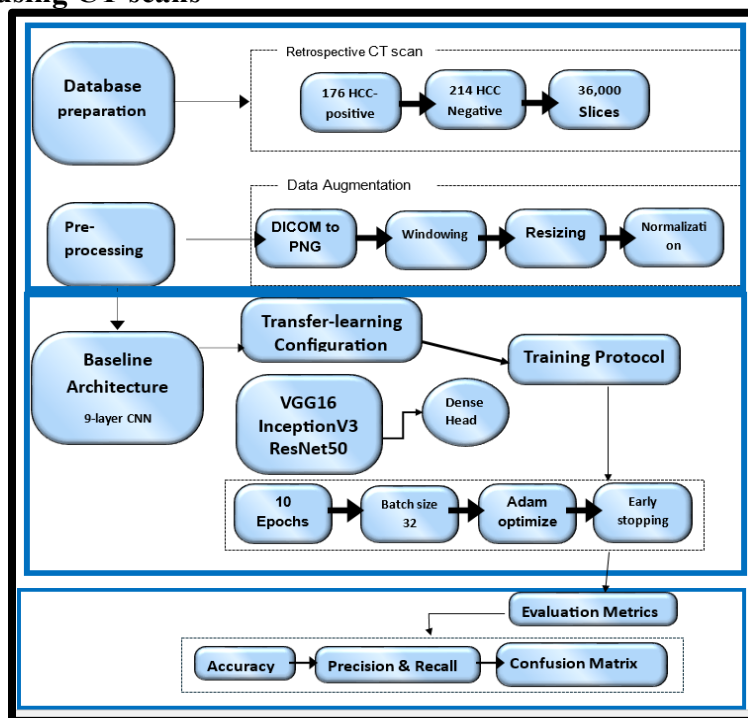 using CT scans
Retrospective CT scan
Database
preparation
176 HCC-
positive
214 HCC
Negative
36,000
Slices
Data Augmentation
Pre-
processing
DICOM to
PNG
Windowing
Resizing
Normalizati
on
Transfer-learning
Configuration
Baseline
Architecture
9-layer CNN
Training Protocol
VGG16
InceptionV3
ResNet50
Dense
Head
10
Epochs
Batch size
32
Adam
optimize
Early
stopping
Evaluation Metrics
Accuracy
Precision & Recall
Confusion Matrix